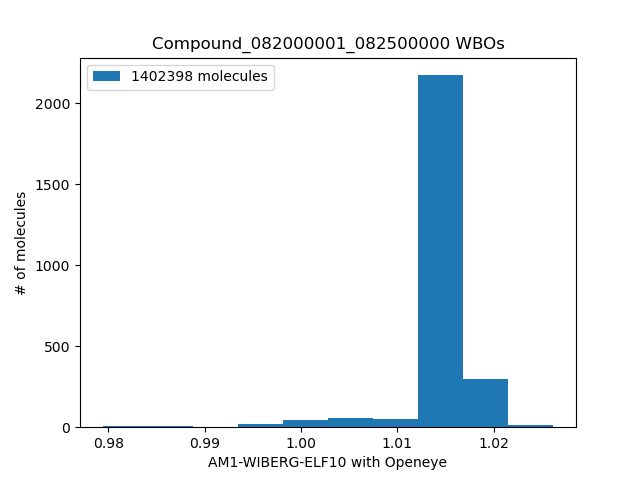 Compound_082000001_082500000 WBOs
1402398 molecules
# of molecules
2000
1500
1000
500
0
0.98 0.99 1.00 1.01 1.02
AM1-WIBERG-ELF10 with Openeye